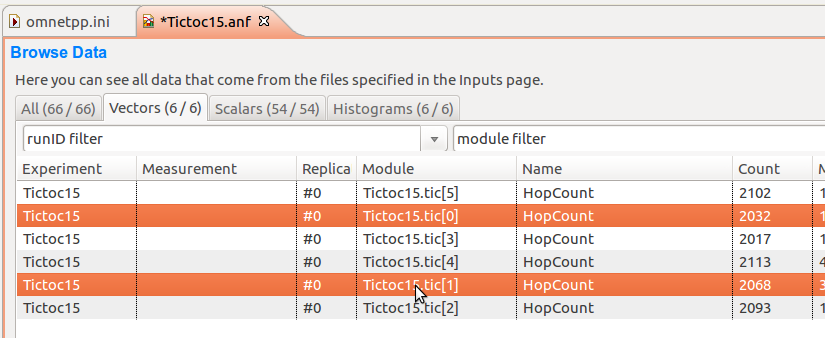 omnetpp.ini *Tictoc15.anf
Browse Data
Here you can see all data that come from the files specified in the Inputs page.
All (66 / 66) Vectors (6 / 6) Scalars (54 / 54) Histograms (6 / 6)
runID filter module filter
Experiment Measurement Replica Module Name Count M
Tictoc15 #0 Tictoc15.tic[5] HopCount 2102 1
Tictoc15 #0 Tictoc15.tic[0] HopCount 2032 1
Tictoc15 #0 Tictoc15.tic[3] HopCount 2017 1
Tictoc15 #0 Tictoc15.tic[4] HopCount 2113 4
Tictoc15 #0 Tictoc15.tic[1] HopCount 2068 3
Tictoc15 #0 Tictoc15.tic[2] HopCount 2093 1